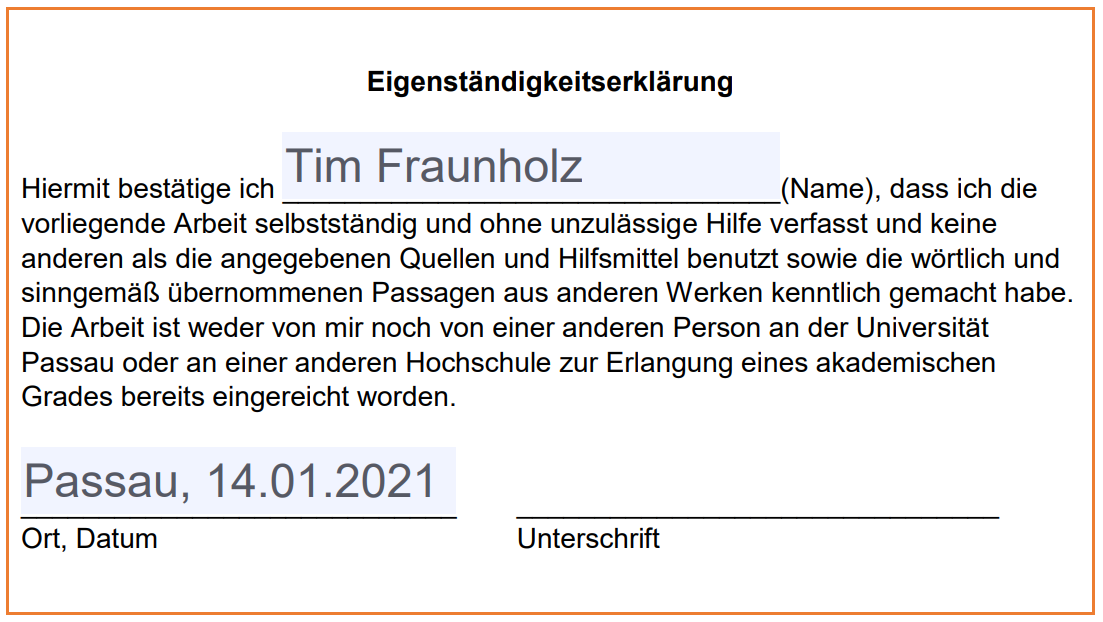 Eigenständigkeitserklärung
Hiermit bestätige ich Tim Fraunholz (Name), dass ich die
vorliegende Arbeit selbstständig und ohne unzulässige Hilfe verfasst und keine
anderen als die angegebenen Quellen und Hilfsmittel benutzt sowie die wörtlich und
sinngemäß übernommenen Passagen aus anderen Werken kenntlich gemacht habe.
Die Arbeit ist weder von mir noch von einer anderen Person an der Universität
Passau oder an einer anderen Hochschule zur Erlangung eines akademischen
Grades bereits eingereicht worden.
Passau, 14.01.2021
Ort, Datum Unterschrift